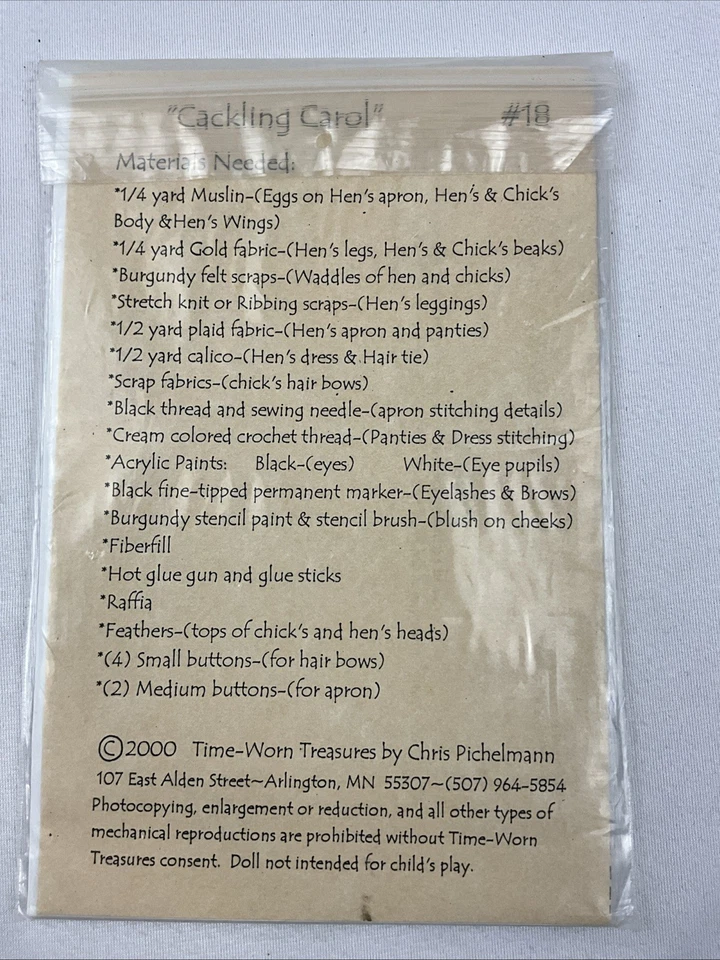 "Cackling Carol" #18
Materials Needed:
*1/4 yard Muslin-(Eggs on Hen's apron, Hen's & Chick's
Body &Hen's Wings)
*1/4 yard Gold fabric-(Hen's legs, Hen's & Chick's beaks)
*Burgundy felt scraps-(Waddles of hen and chicks)
*Stretch knit or Ribbing scraps-(Hen's leggings)
*1/2 yard plaid fabric-(Hen's apron and panties)
*1/2 yard calico-(Hen's dress & Hair tie)
*Scrap fabrics-(chick's hair bows)
*Black thread and sewing needle-(apron stitching details)
*Cream colored crochet thread-(Panties & Dress stitching)
*Acrylic Paints: Black-(eyes) White-(Eye pupils)
*Black fine-tipped permanent marker-(Eyelashes & Brows)
*Burgundy stencil paint & stencil brush-(blush on cheeks)
*Fiberfill
*Hot glue gun and glue sticks
*Raffia
*Feathers-(tops of chick's and hen's heads)
*(4) Small buttons-(for hair bows)
*(2) Medium buttons-(for apron)
©2000 Time-Worn Treasures by Chris Pichelmann
107 East Alden Street~Arlington, MN 55307~(507) 964-5854
Photocopying, enlargement or reduction, and all other types of
mechanical reproductions are prohibited without Time-Worn
Treasures consent. Doll not intended for child's play.